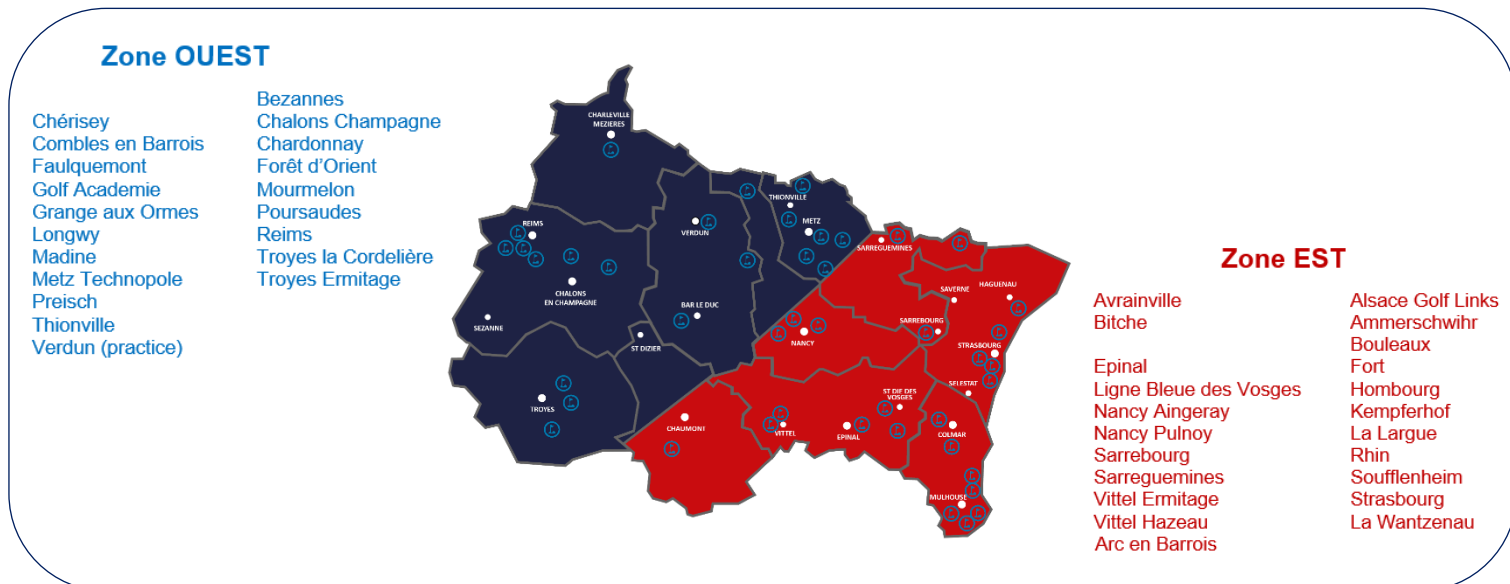 Zone OUEST
Chérisey
Combles en Barrois
Faulquemont
Golf Academie
Grange aux Ormes
Longwy
Madine
Metz Technopole
Preisch
Thionville
Verdun (practice)
Bezannes
Chalons Champagne
Chardonnay
Forêt d'Orient
Mourmelon
Poursaudes
Reims
Troyes la Cordelière
Troyes Ermitage
CHARLEVILLE
MEZIERES
THIONVILLE
METZ
VERDUN
REIMS
SARREGUEMINES
CHALONS
EN CHAMPAGNE
BAR LE DUC
SEZANNE
ST DIZIER
SAVERNE
HAGUENAU
SARREBOURG
NANCY
STRASBOURG
SELESTAT
TROYES
CHAUMONT
VITTEL
EPINAL
ST DIE DES
VOSGES
COLMAR
MULHOUSE
Zone EST
Avrainville
Bitche
Epinal
Ligne Bleue des Vosges
Nancy Aingeray
Nancy Pulnoy
Sarrebourg
Sarreguemines
Vittel Ermitage
Vittel Hazeau
Arc en Barrois
Alsace Golf Links
Ammerschwihr
Bouleaux
Fort
Hombourg
Kempferhof
La Largue
Rhin
Soufflenheim
Strasbourg
La Wantzenau